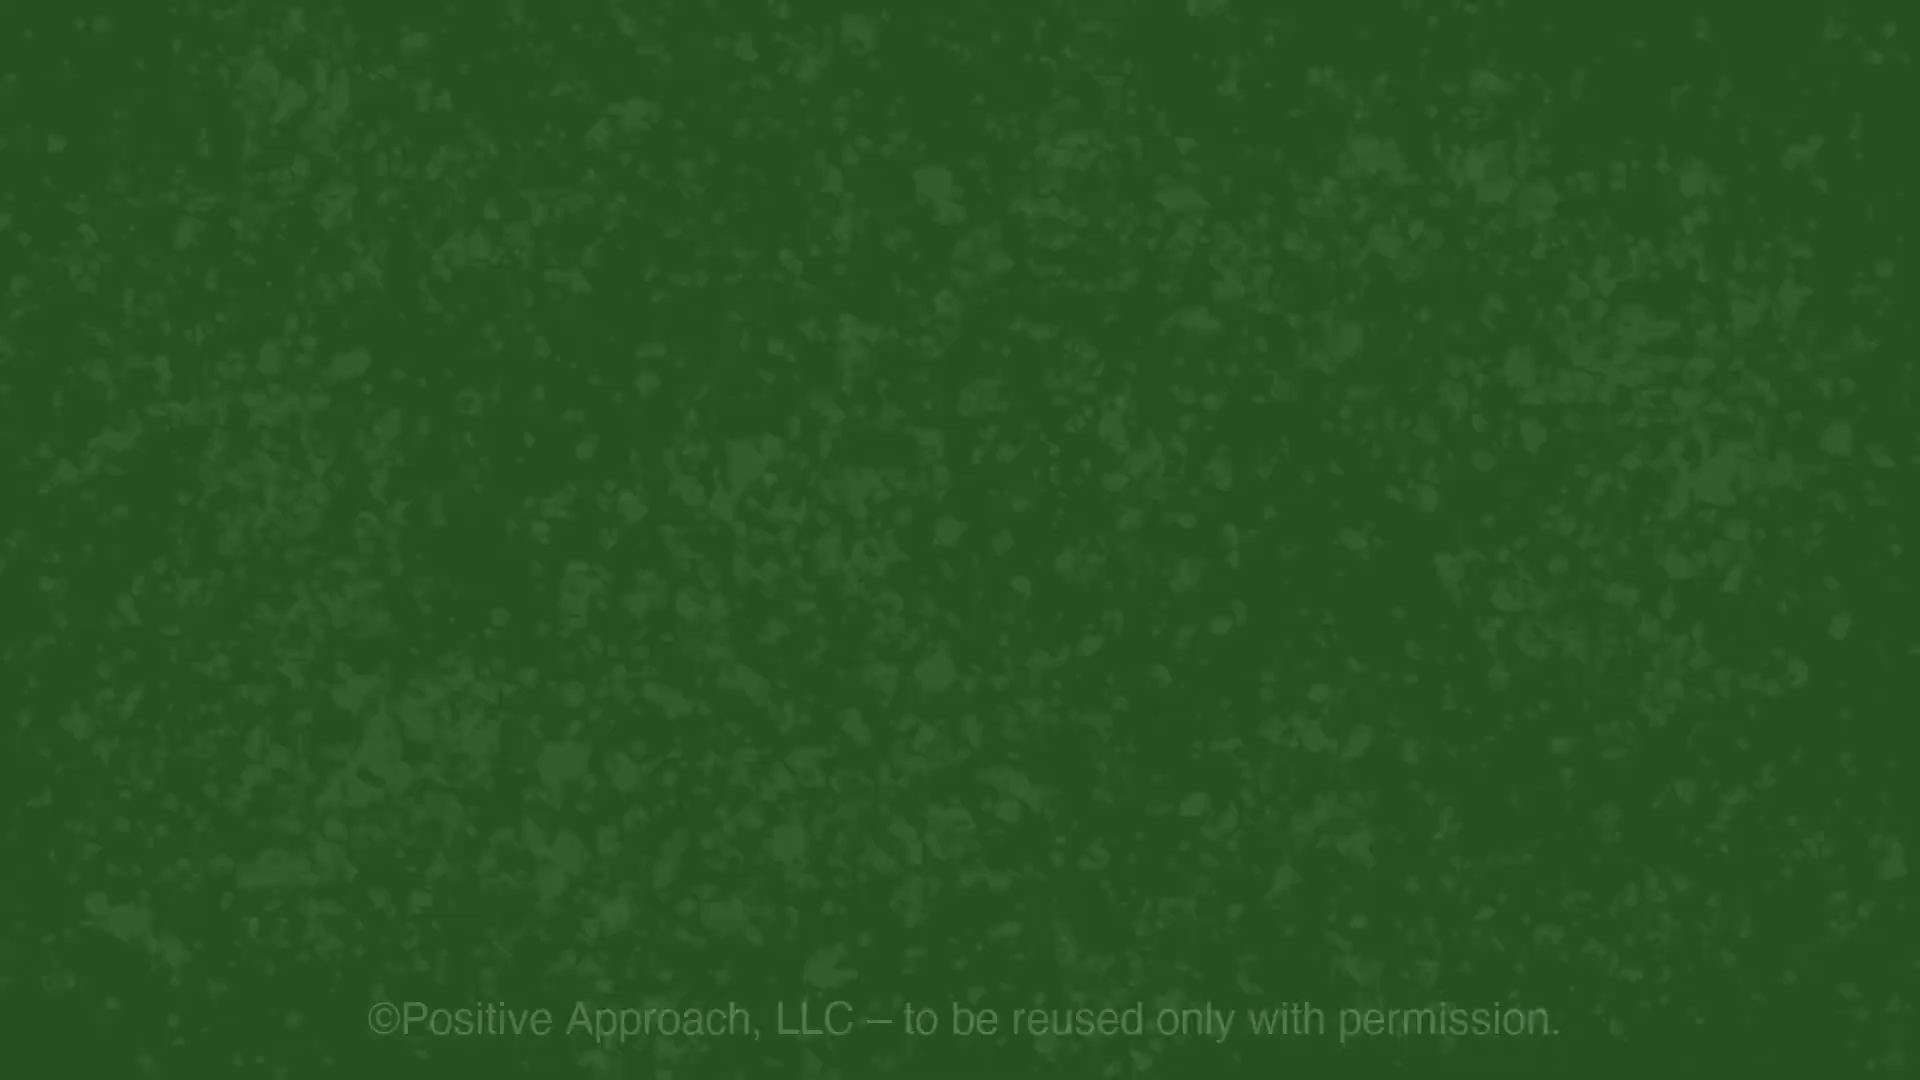 ©Positive Approach, LLC – to be reused only with permission.